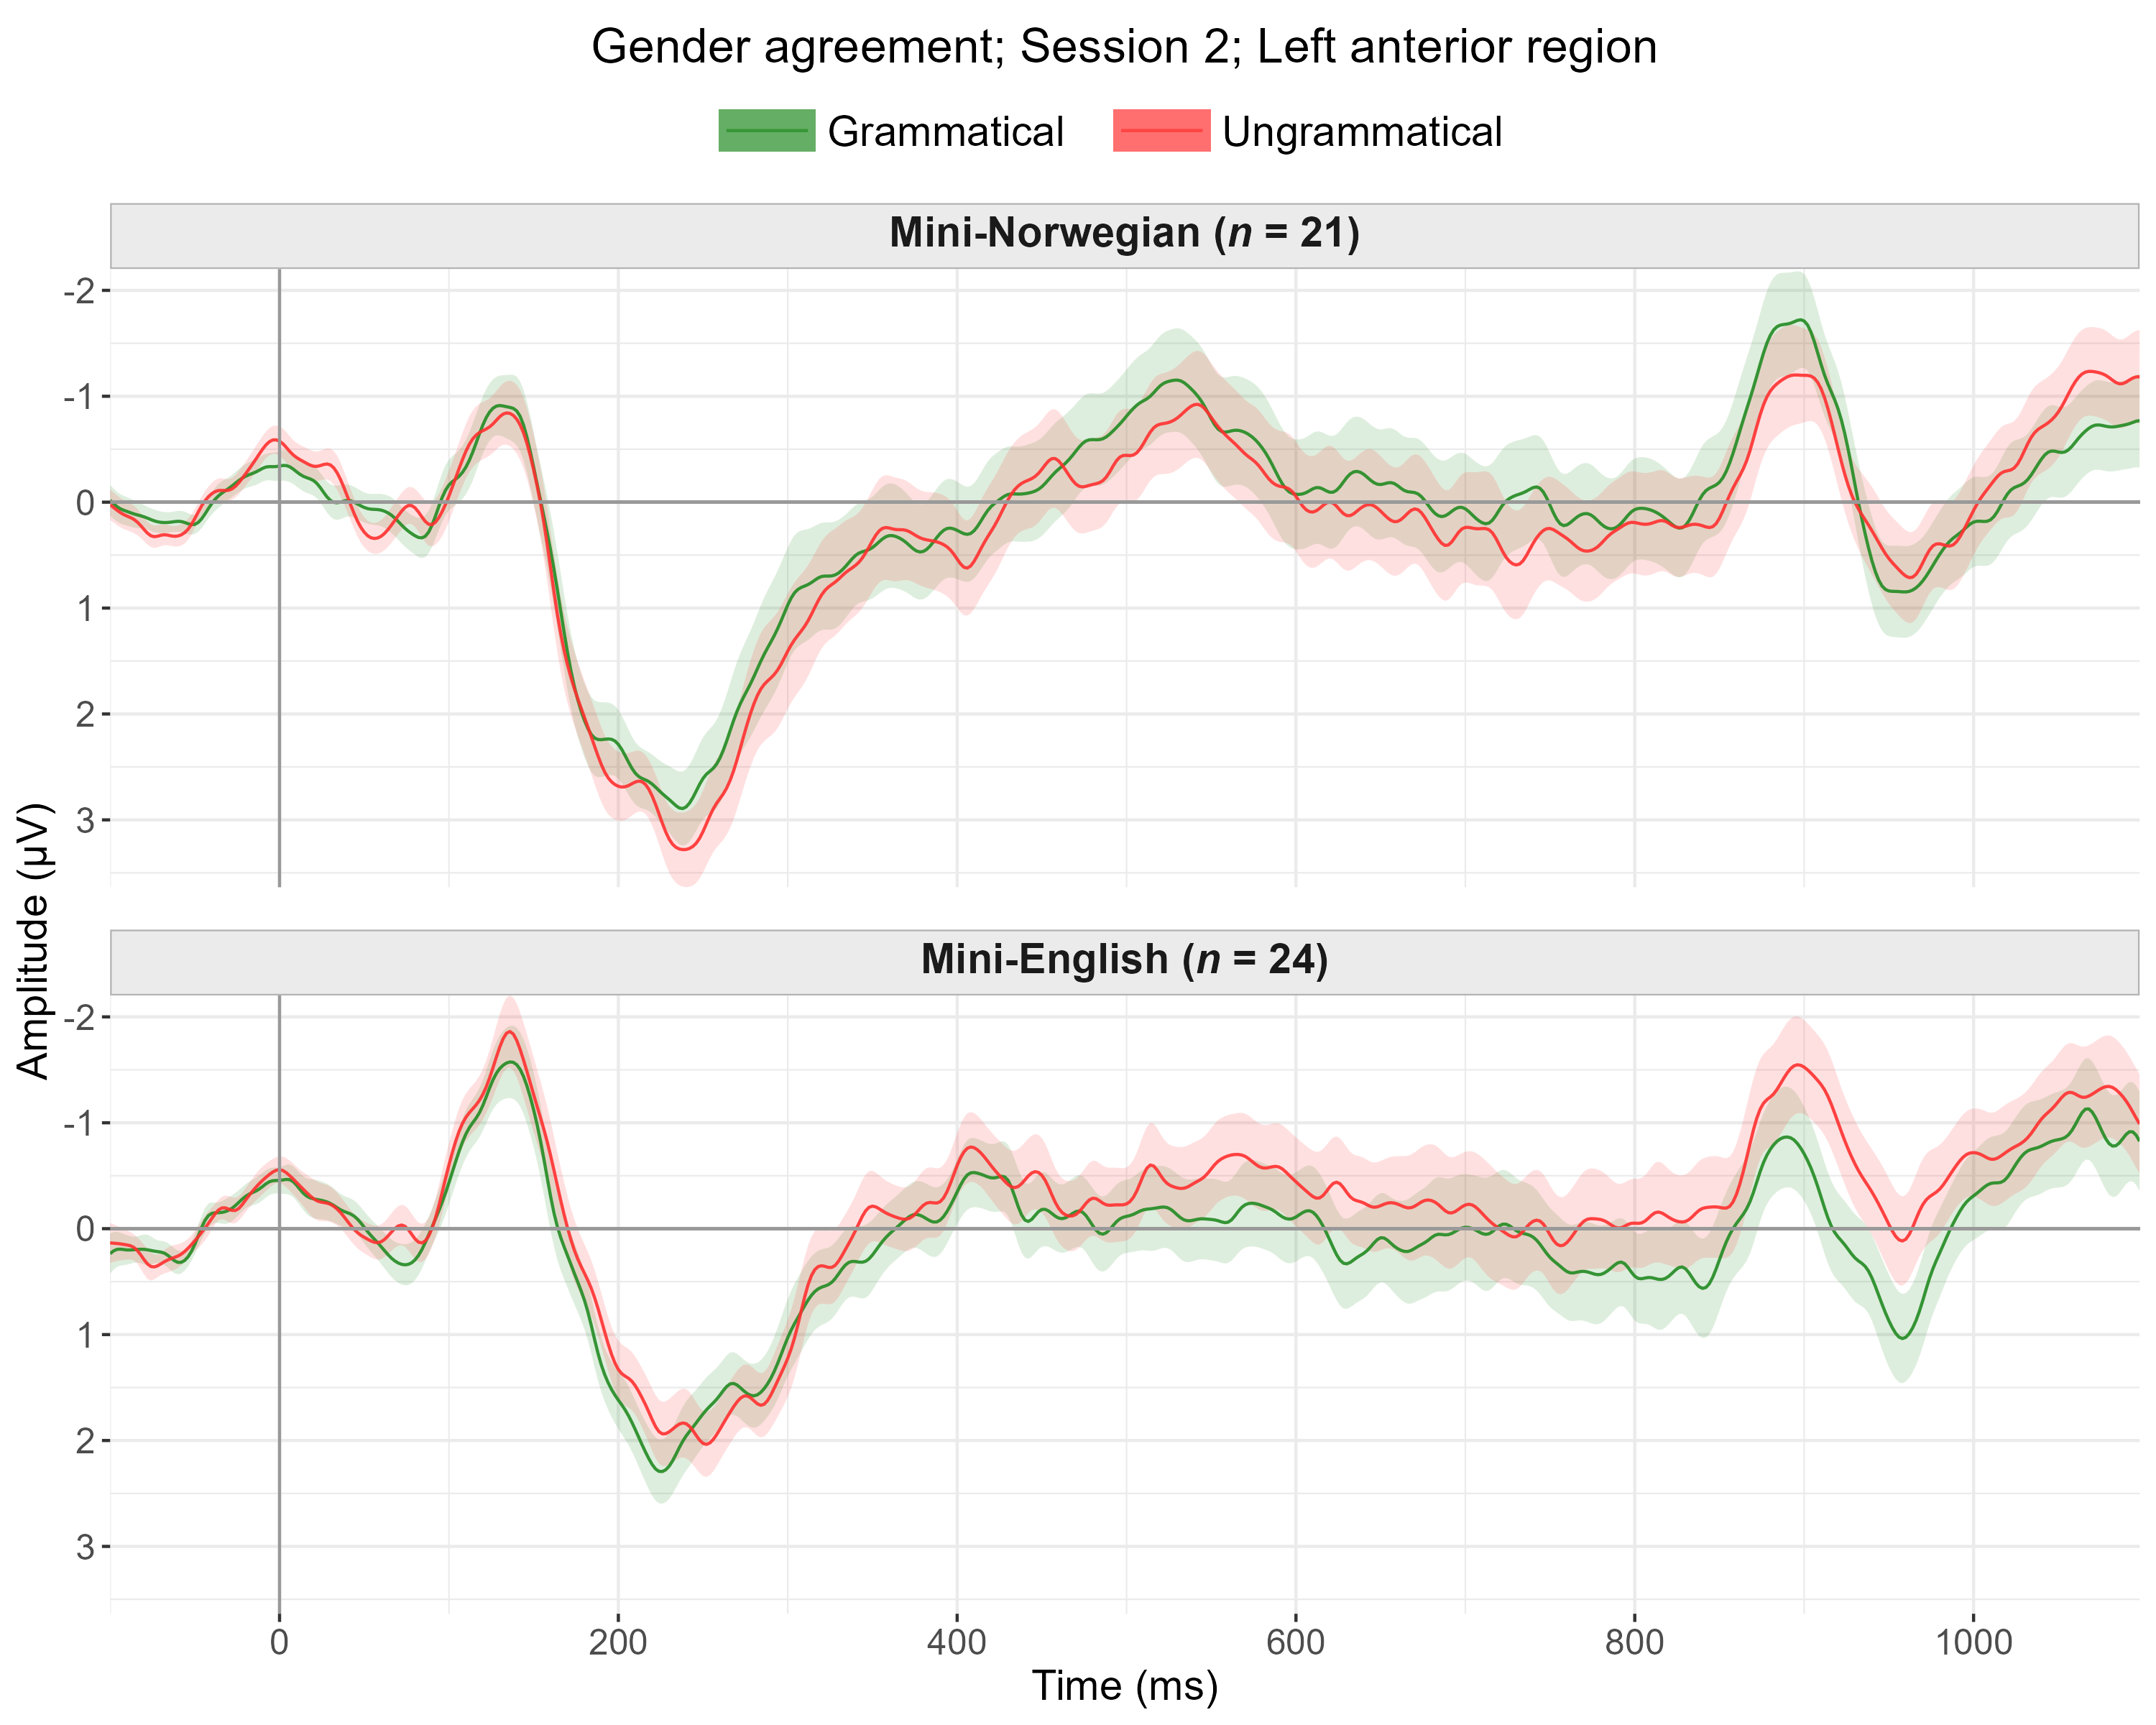 Gender agreement; Session 2; Left anterior region
Grammatical Ungrammatical
Mini-Norwegian (n = 21)
-2
-1
0
1
2
3
Amplitude (µV)
Mini-English (n = 24)
-2
-1
0
1
2
3
0 200 400 600 800 1000
Time (ms)